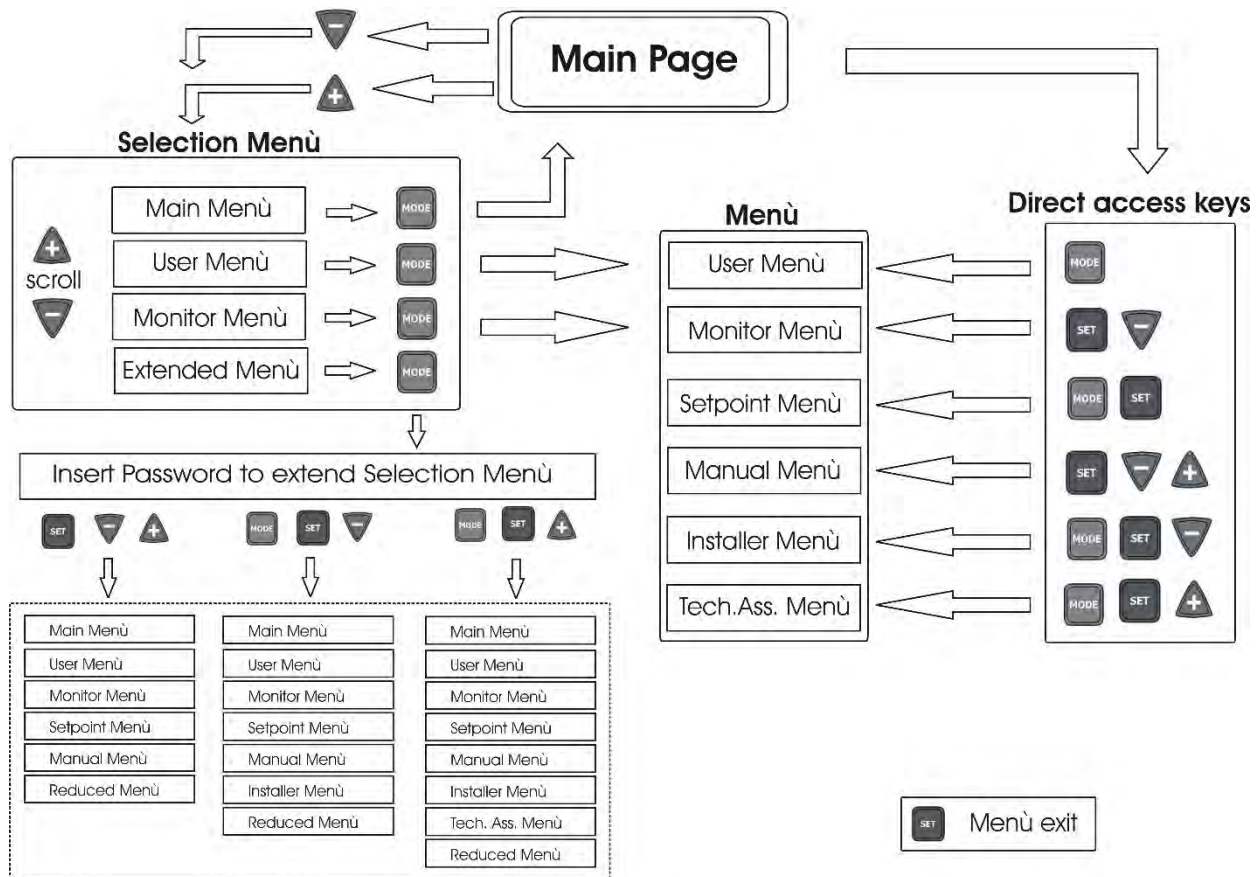 Main Page
-
+
Selection Menù
+
scroll
-
Main Menù
MODE
User Menù
MODE
Monitor Menù
MODE
Extended Menù
MODE
Insert Password to extend Selection Menù
SET - +
MODE SET -
MODE SET +
Main Menù
User Menù
Monitor Menù
Setpoint Menù
Manual Menù
Reduced Menù
Main Menù
User Menù
Monitor Menù
Setpoint Menù
Manual Menù
Installer Menù
Reduced Menù
Main Menù
User Menù
Monitor Menù
Setpoint Menù
Manual Menù
Installer Menù
Tech. Ass. Menù
Reduced Menù
Menù
User Menù
Monitor Menù
Setpoint Menù
Manual Menù
Installer Menù
Tech.Ass. Menù
Direct access keys
MODE
SET -
MODE SET
SET - +
MODE SET -
MODE SET +
SET Menù exit